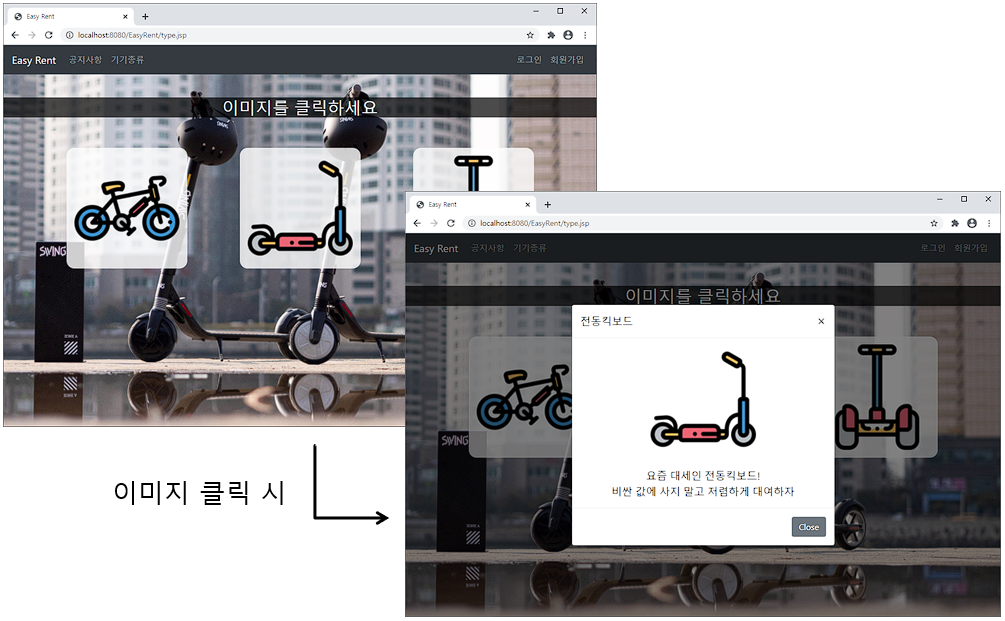 Easy Rent
localhost:8080/EasyRent/type.jsp
Easy Rent 공지사항 기기종류 로그인 회원가입
이미지를 클릭하세요
SWING
이미지 클릭 시
Easy Rent
localhost:8080/EasyRent/type.jsp
Easy Rent 공지사항 기기종류 로그인 회원가입
이미지를 클릭하세요
전동킥보드 ×
요즘 대세인 전동킥보드!
비싼 값에 사지 말고 저렴하게 대여하자
SWING
Close